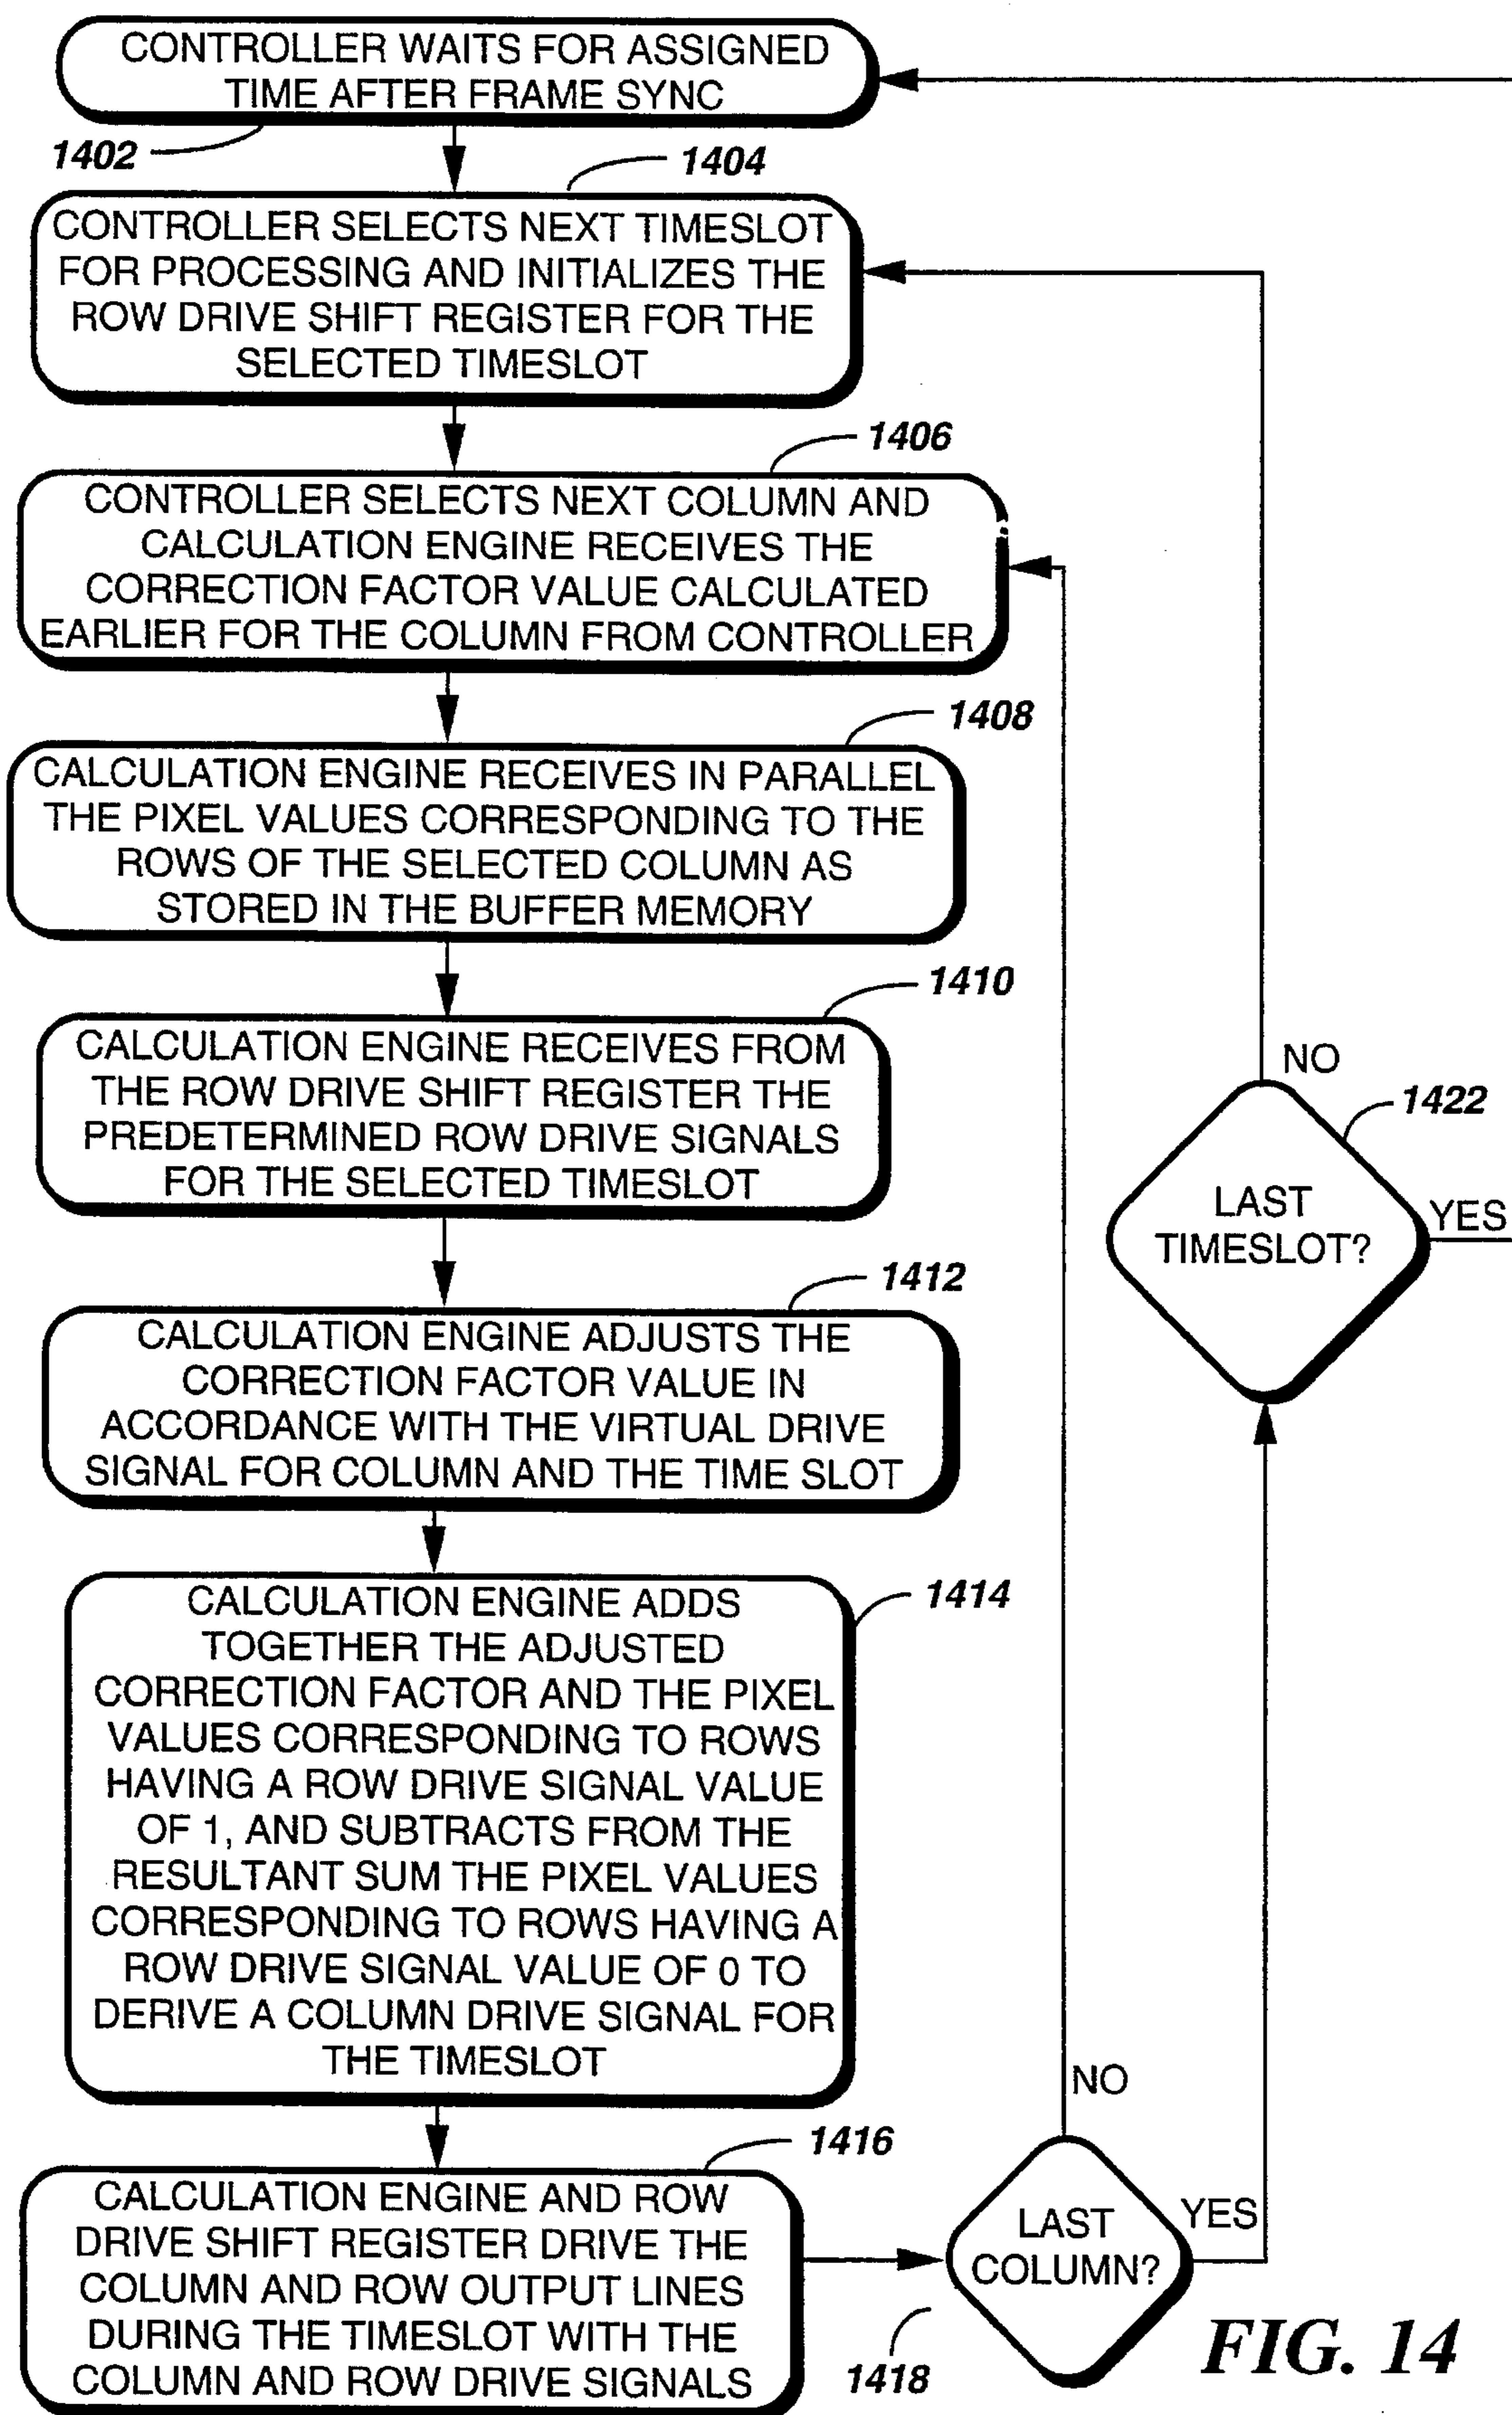 CONTROLLER WAITS FOR ASSIGNED
TIME AFTER FRAME SYNC
1402
1404
CONTROLLER SELECTS NEXT TIMESLOT
FOR PROCESSING AND INITIALIZES THE
ROW DRIVE SHIFT REGISTER FOR THE
SELECTED TIMESLOT
1406
CONTROLLER SELECTS NEXT COLUMN AND
CALCULATION ENGINE RECEIVES THE
CORRECTION FACTOR VALUE CALCULATED
EARLIER FOR THE COLUMN FROM CONTROLLER
1408
CALCULATION ENGINE RECEIVES IN PARALLEL
THE PIXEL VALUES CORRESPONDING TO THE
ROWS OF THE SELECTED COLUMN AS
STORED IN THE BUFFER MEMORY
1410
CALCULATION ENGINE RECEIVES FROM
THE ROW DRIVE SHIFT REGISTER THE
PREDETERMINED ROW DRIVE SIGNALS
FOR THE SELECTED TIMESLOT
1412
CALCULATION ENGINE ADJUSTS THE
CORRECTION FACTOR VALUE IN
ACCORDANCE WITH THE VIRTUAL DRIVE
SIGNAL FOR COLUMN AND THE TIME SLOT
1414
CALCULATION ENGINE ADDS
TOGETHER THE ADJUSTED
CORRECTION FACTOR AND THE PIXEL
VALUES CORRESPONDING TO ROWS
HAVING A ROW DRIVE SIGNAL VALUE
OF 1, AND SUBTRACTS FROM THE
RESULTANT SUM THE PIXEL VALUES
CORRESPONDING TO ROWS HAVING A
ROW DRIVE SIGNAL VALUE OF 0 TO
DERIVE A COLUMN DRIVE SIGNAL FOR
THE TIMESLOT
1416
CALCULATION ENGINE AND ROW
DRIVE SHIFT REGISTER DRIVE THE
COLUMN AND ROW OUTPUT LINES
DURING THE TIMESLOT WITH THE
COLUMN AND ROW DRIVE SIGNALS
NO
LAST
COLUMN?
YES
1418
NO
1422
LAST
TIMESLOT?
YES
FIG. 14